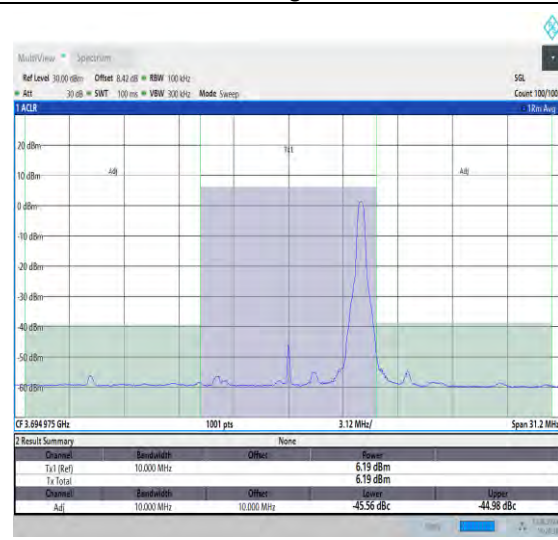 MultiView Spectrum
Ref Level 30.00 dBm Offset 8.42 dB RBW 100 kHz SGL
Att 30 dB SWT 100 ms VBW 300 kHz Mode Sweep Count 100/100
1 ACLR 1Rm Avg
20 dBm
Tx1
10 dBm
Adj Adj
0 dBm
-10 dBm
-20 dBm
-30 dBm
-40 dBm
-50 dBm
-60 dBm
CF 3.694 975 GHz 1001 pts 3.12 MHz/ Span 31.2 MHz
2 Result Summary None
Channel Bandwidth Offset Power
Tx1 (Ref) 10.000 MHz 6.19 dBm
Tx Total 6.19 dBm
Channel Bandwidth Offset Lower Upper
Adj 10.000 MHz 10.000 MHz -45.56 dBc -44.98 dBc